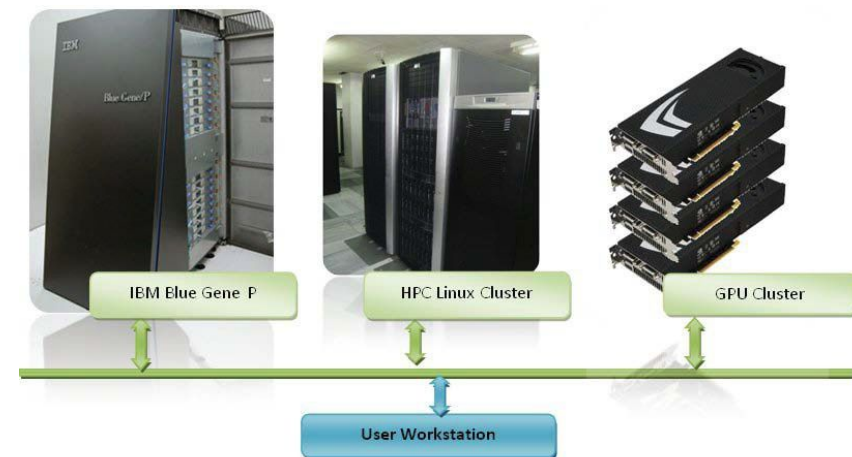 IBM
Blue Gene/P
IBM Blue Gene P
HPC Linux Cluster
GPU Cluster
User Workstation